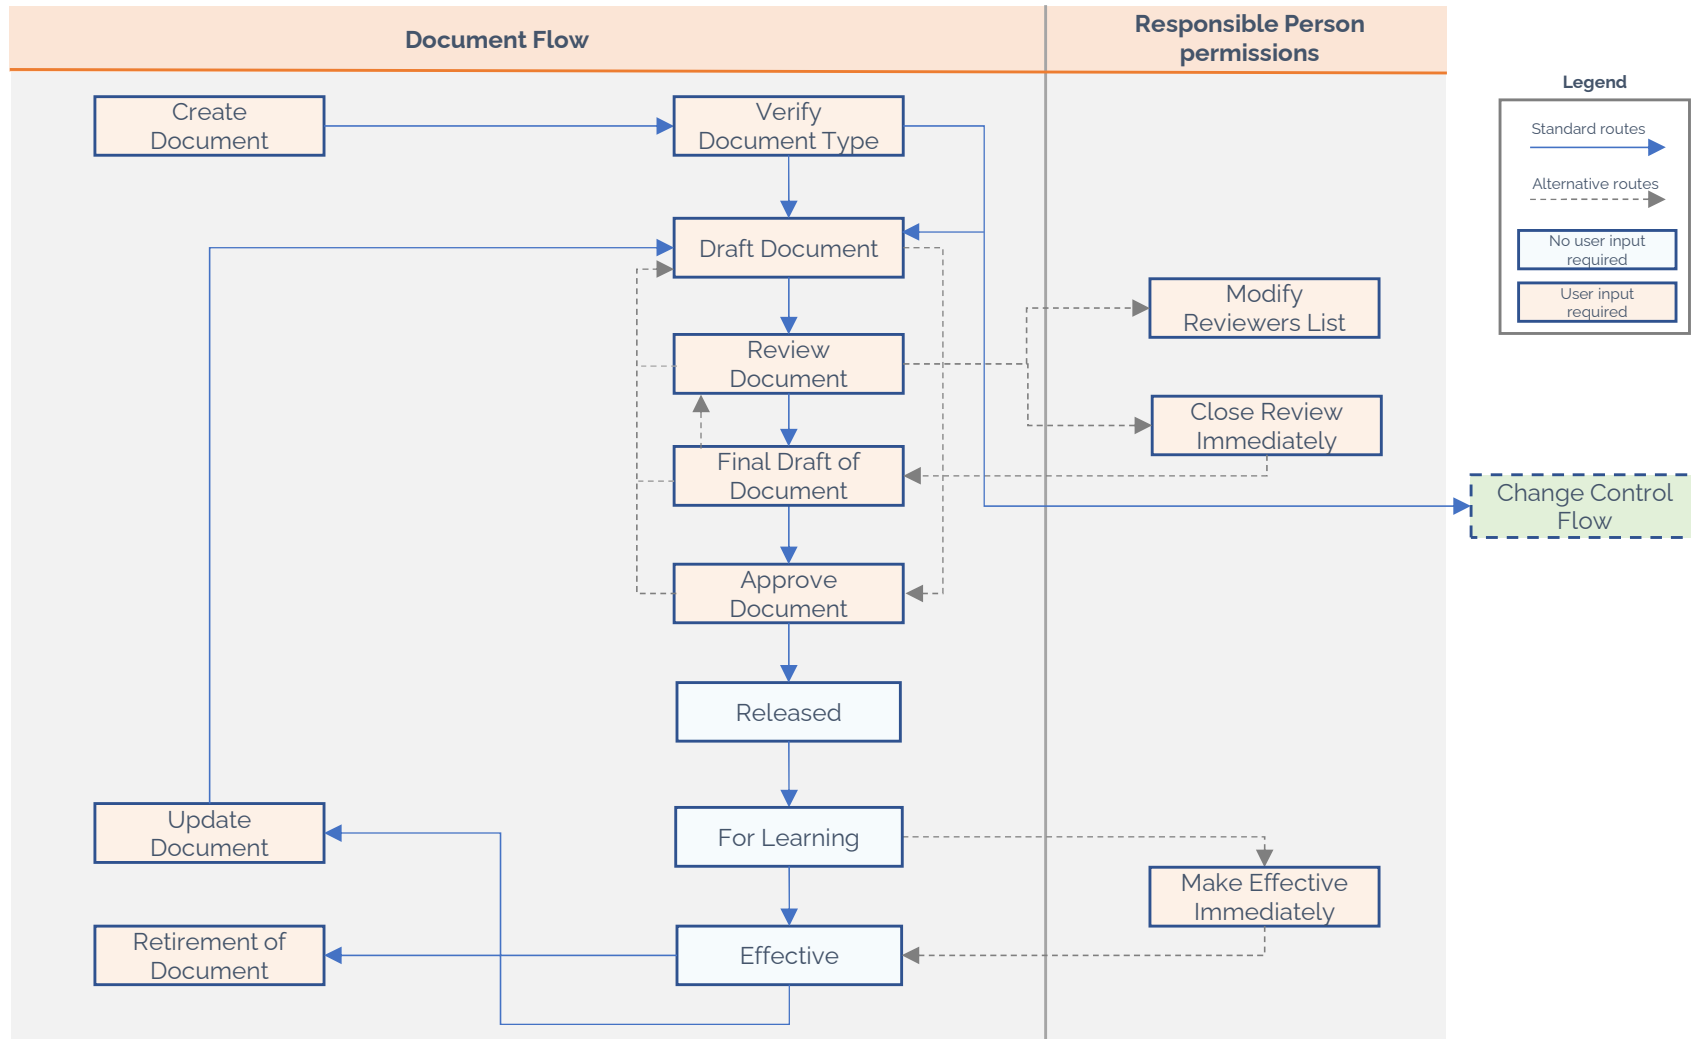 Document Flow
Responsible Person
permissions
Legend
Standard routes
Alternative routes
No user input
required
User input
required
Create
Document
Verify
Document Type
Draft Document
Modify
Reviewers List
Review
Document
Close Review
Immediately
Final Draft of
Document
Change Control
Flow
Approve
Document
Released
Update
Document
For Learning
Make Effective
Immediately
Retirement of
Document
Effective